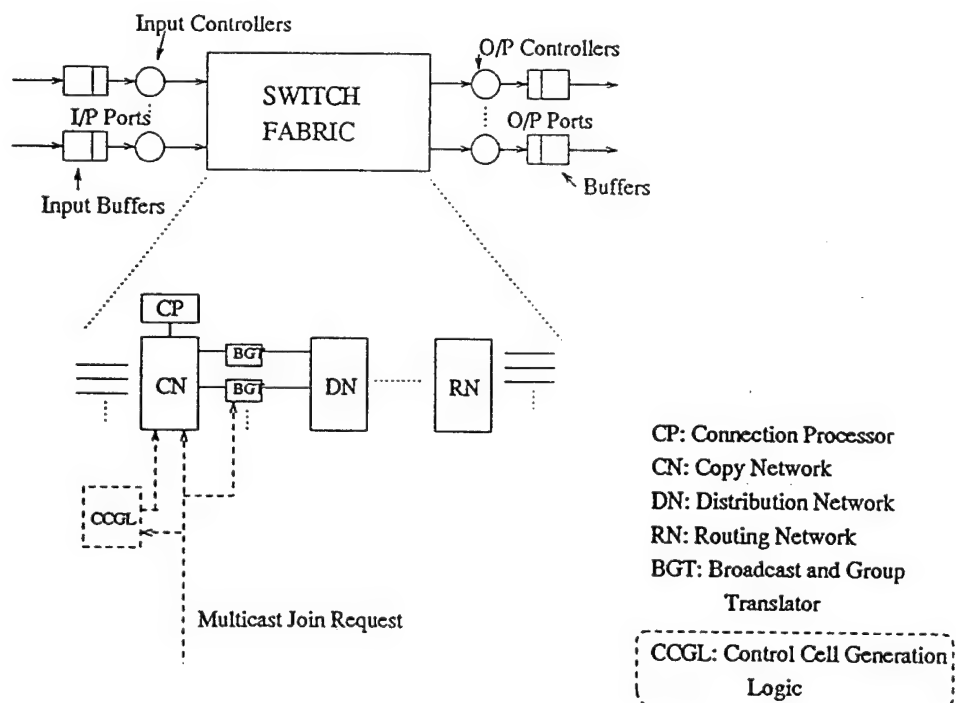 Input Controllers
O/P Controllers
SWITCH
FABRIC
I/P Ports
O/P Ports
Input Buffers
Buffers
CP
CN
BGT
BGT
DN
RN
CCGL
Multicast Join Request
CP: Connection Processor
CN: Copy Network
DN: Distribution Network
RN: Routing Network
BGT: Broadcast and Group
Translator
CCGL: Control Cell Generation
Logic